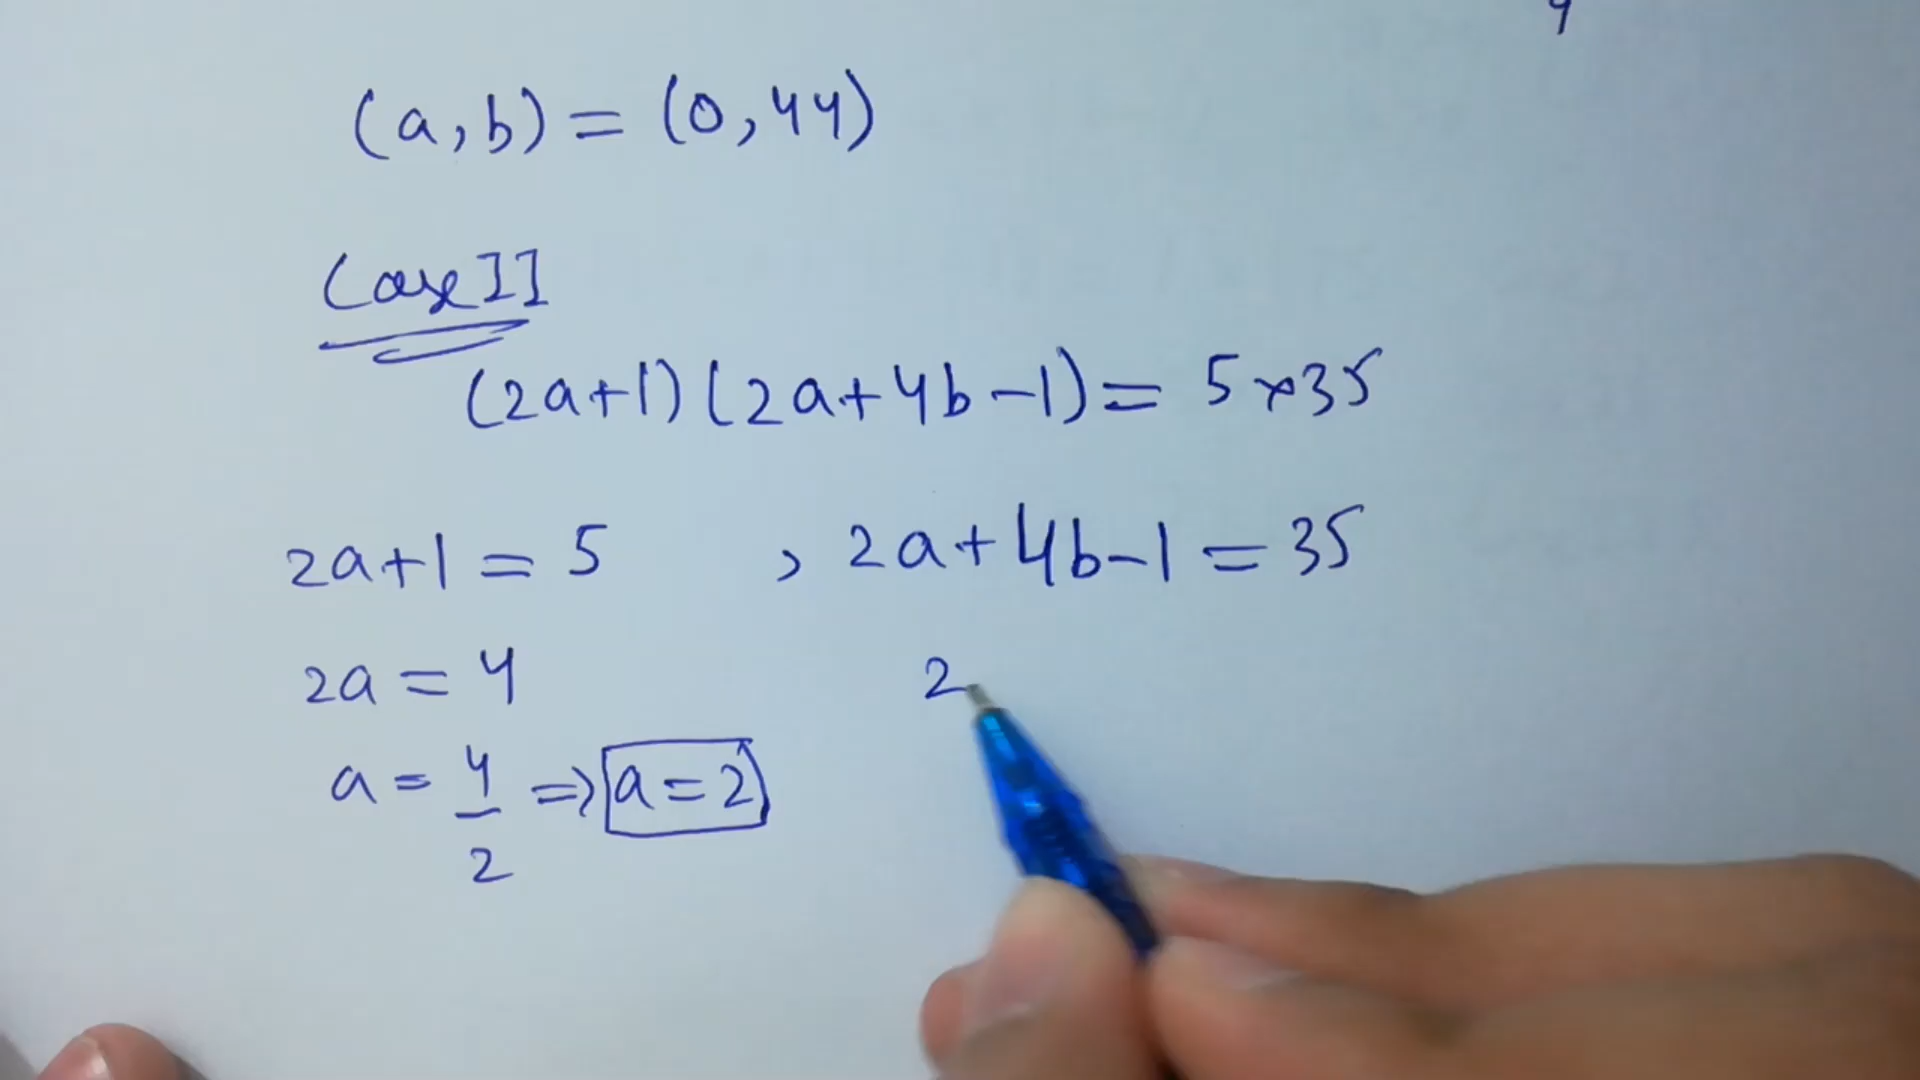 (a,b) = (0,44)
Case II
(2a+1)(2a+4b-1) = 5×35
2a+1 = 5 , 2a+4b-1 = 35
2a = 4 2
a = 4/2 ⇒ a=2